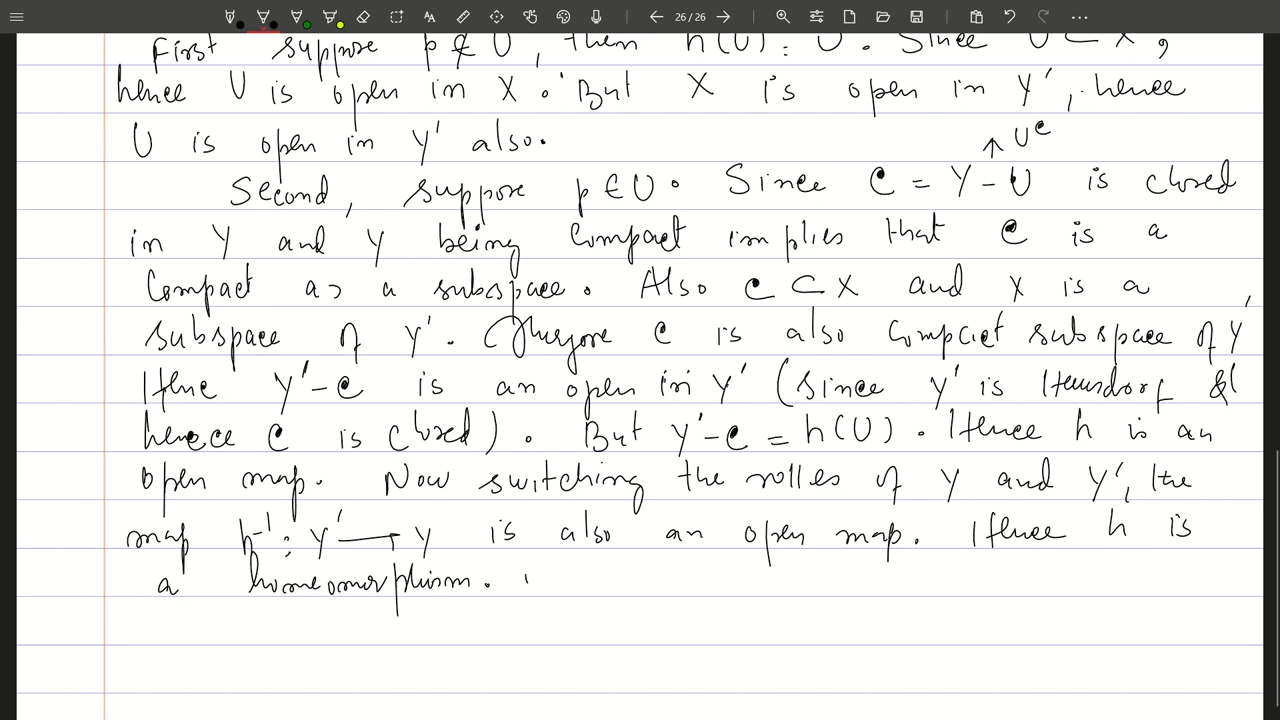 26 / 26
First suppose p ∉ U, then h(U) = U. Since U ⊂ X,
hence U is open in X. But X is open in Y', hence
U is open in Y' also.
↑ U^c
Second, suppose p ∈ U. Since C = Y - U is closed
in Y and Y being Compact implies that C is a
Compact as a subspace. Also C ⊂ X and X is a
subspace of Y'. Therefore C is also compact subspace of Y'
Hence Y' - C is an open in Y' (since Y' is Hausdorf &
hence C is closed). But Y' - C = h(U). Hence h is an
open map. Now switching the rolles of Y and Y', the
map h^-1 : Y' ⟶ Y is also an open map. Hence h is
a homeomorphism.